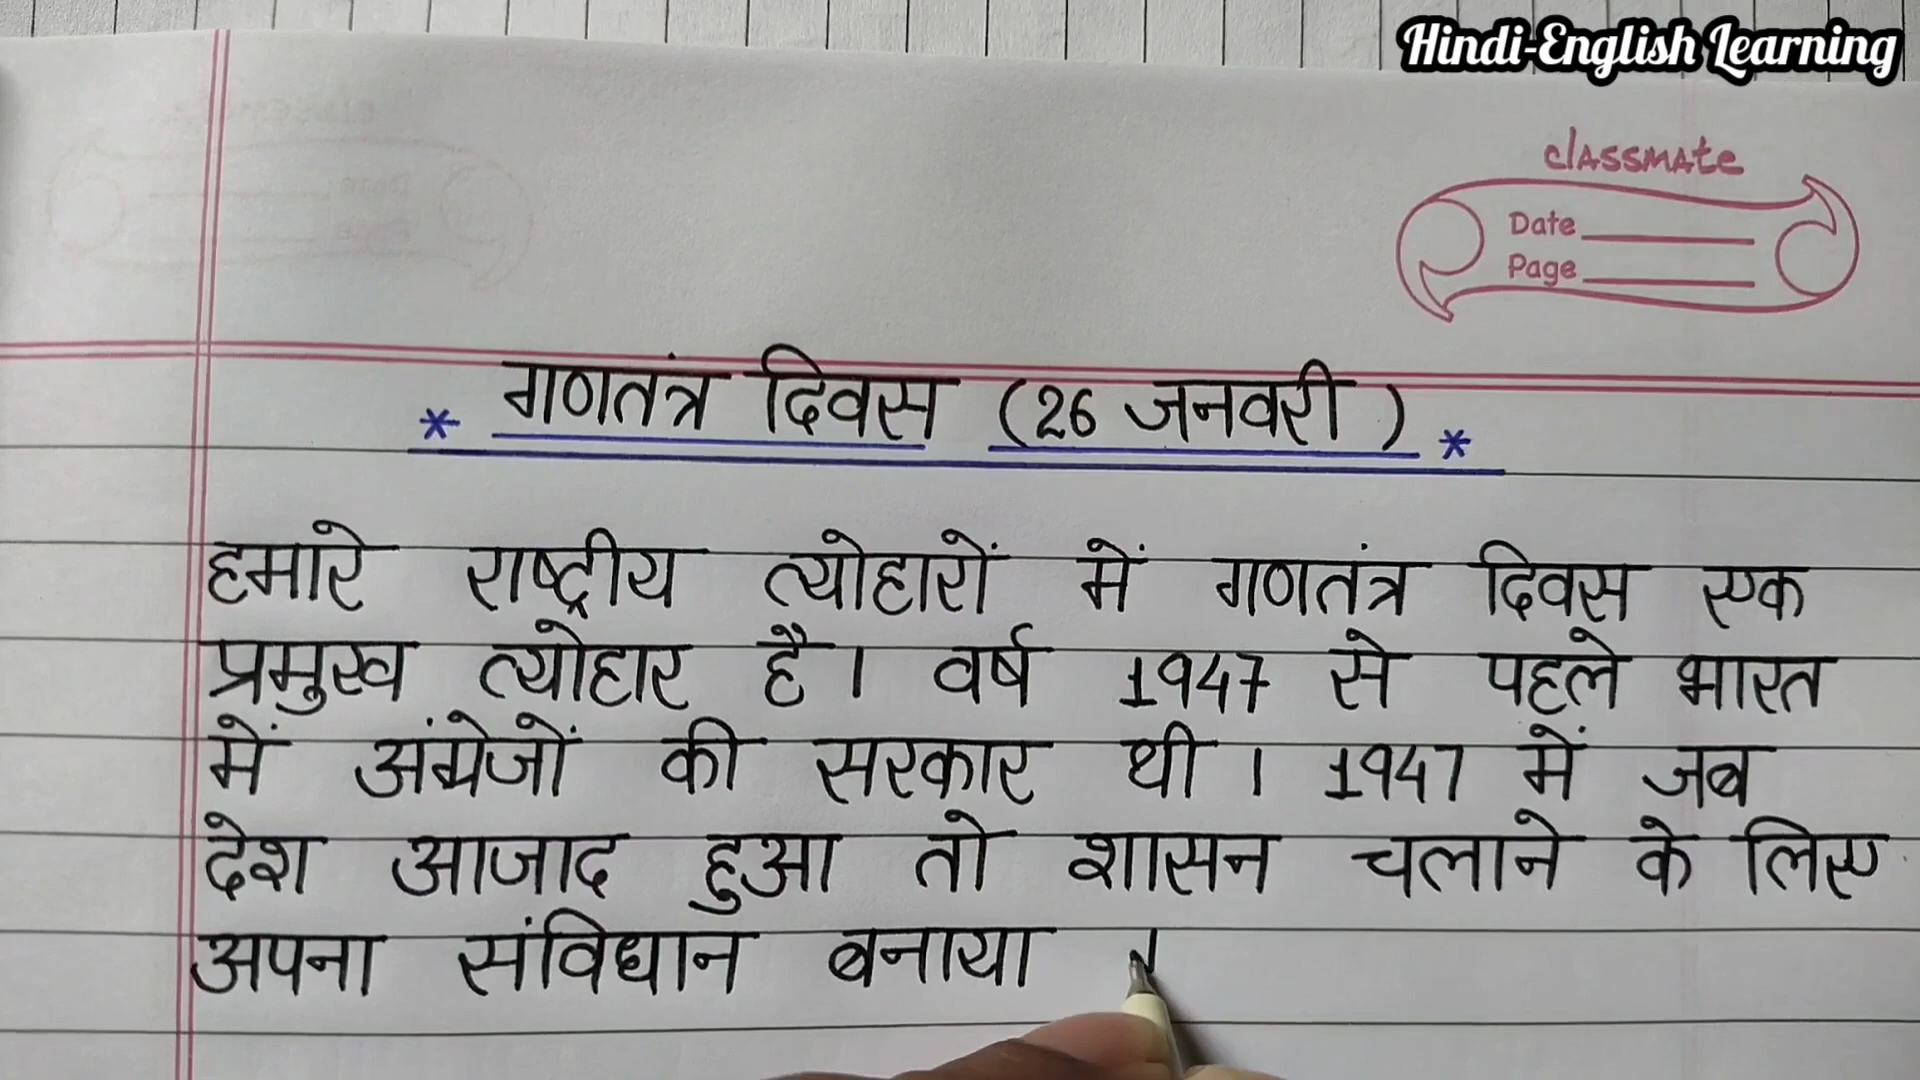 Hindi-English Learning
classmate
Date
Page
* गणतंत्र दिवस (26 जनवरी) *
हमारे राष्ट्रीय त्योहारों में गणतंत्र दिवस एक
प्रमुख त्योहार है। वर्ष 1947 से पहले भारत
में अंग्रेजों की सरकार थी। 1947 में जब
देश आजाद हुआ तो शासन चलाने के लिए
अपना संविधान बनाया